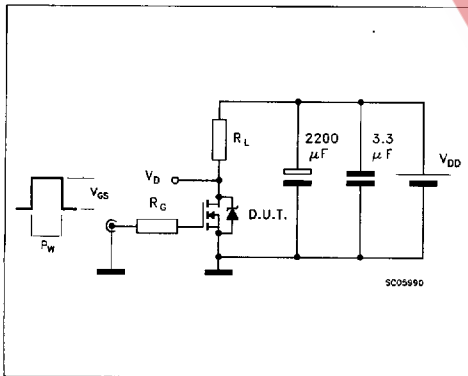 R_L
2200
µF
3.3
µF
V_DD
V_D
V_GS
R_G
D.U.T.
P_W
SC05990